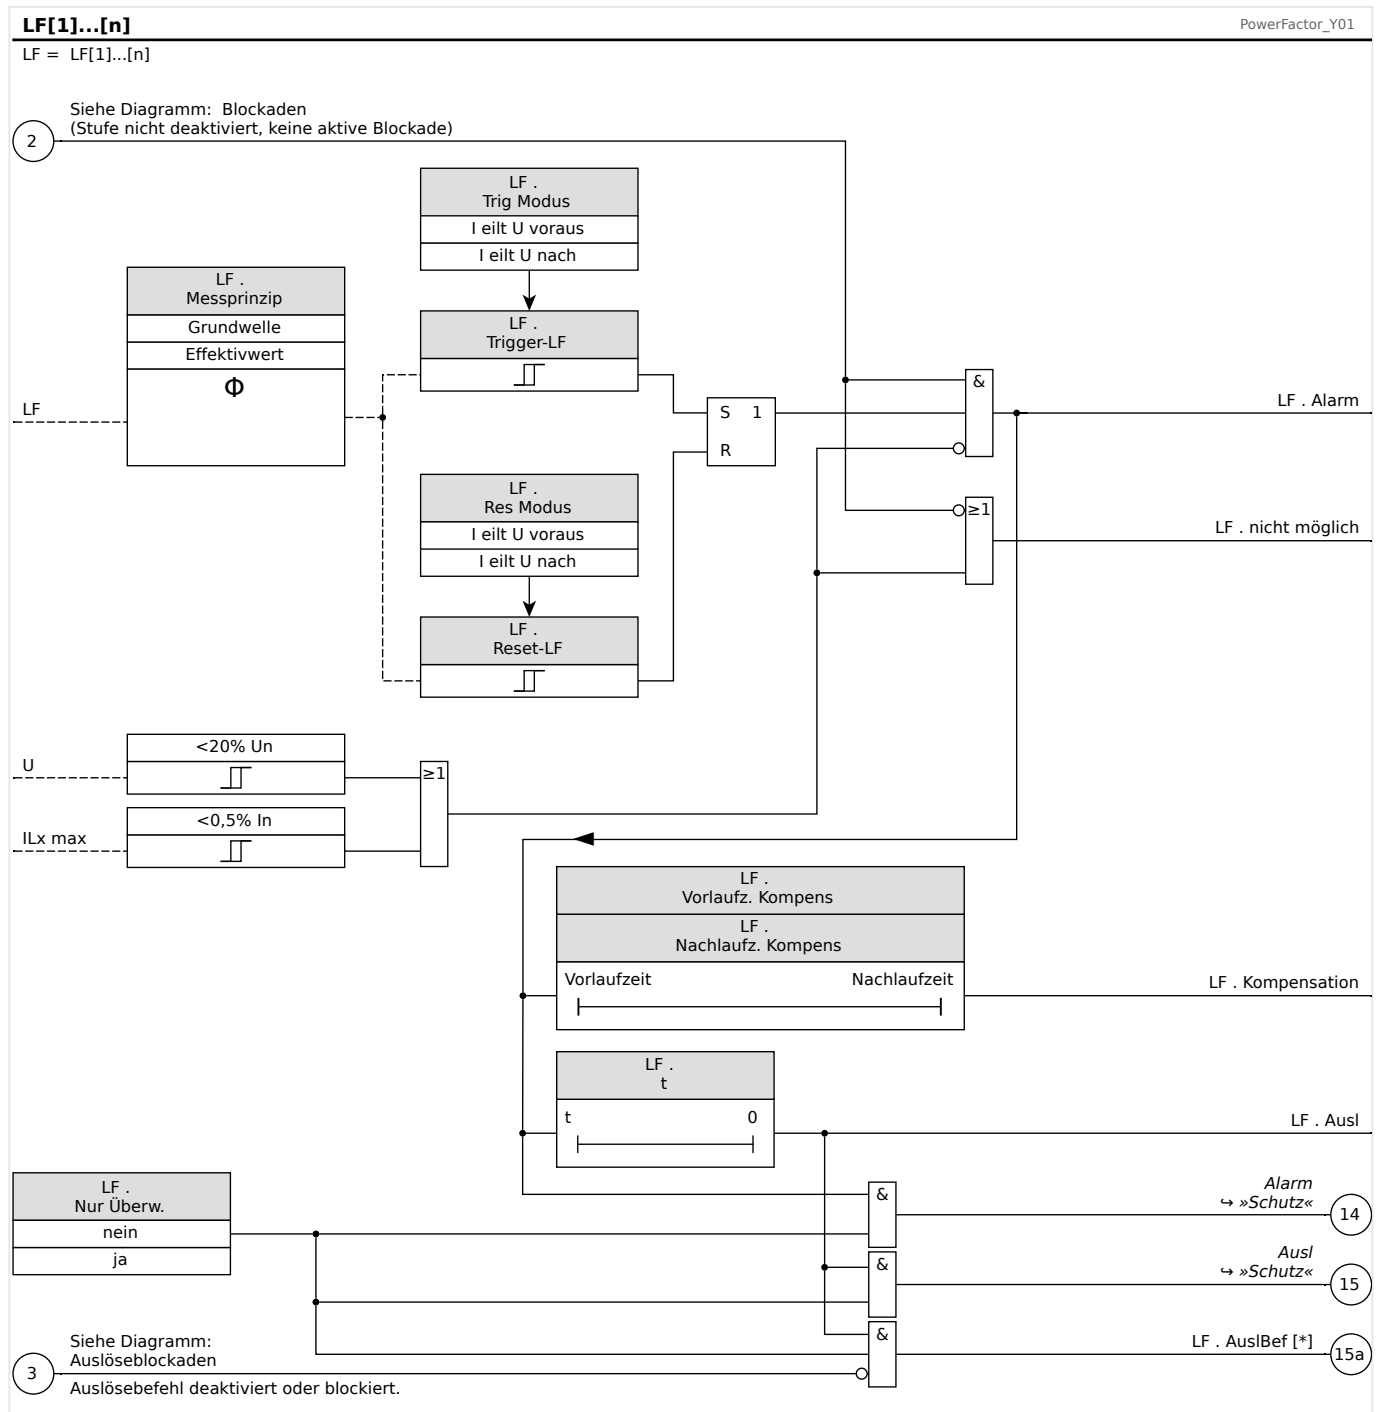 LF[1]...[n]
PowerFactor_Y01
LF = LF[1]...[n]
Siehe Diagramm: Blockaden
(Stufe nicht deaktiviert, keine aktive Blockade)
2
LF .
Trig Modus
I eilt U voraus
I eilt U nach
LF .
Messprinzip
Grundwelle
Effektivwert
Φ
LF
LF .
Trigger-LF
S 1
R
&
LF . Alarm
LF .
Res Modus
I eilt U voraus
I eilt U nach
≥1
LF . nicht möglich
LF .
Reset-LF
U
<20% Un
≥1
ILx max
<0,5% In
LF .
Vorlaufz. Kompens
LF .
Nachlaufz. Kompens
Vorlaufzeit Nachlaufzeit
LF . Kompensation
LF .
t
t 0
LF . Ausl
LF .
Nur Überw.
nein
ja
&
Alarm
↪ »Schutz«
14
&
Ausl
↪ »Schutz«
15
&
LF . AuslBef [*]
15a
Siehe Diagramm:
Auslöseblockaden
3
Auslösebefehl deaktiviert oder blockiert.